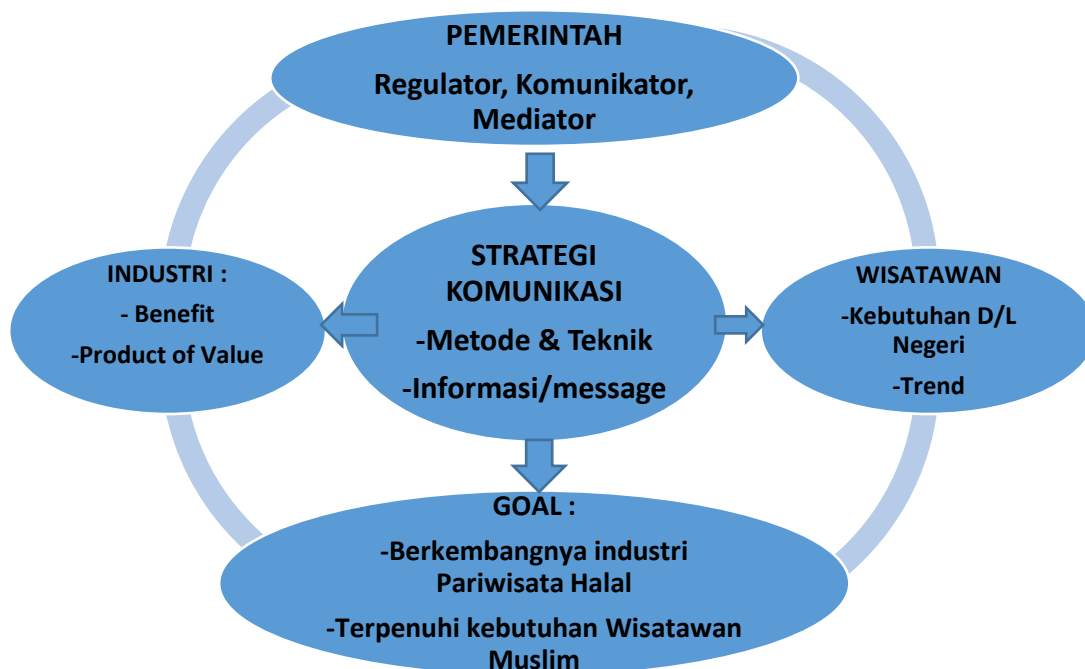 PEMERINTAH
Regulator, Komunikator,
Mediator
INDUSTRI :
- Benefit
-Product of Value
STRATEGI
KOMUNIKASI
-Metode & Teknik
-Informasi/message
WISATAWAN
-Kebutuhan D/L
Negeri
-Trend
GOAL :
-Berkembangnya industri
Pariwisata Halal
-Terpenuhi kebutuhan Wisatawan
Muslim